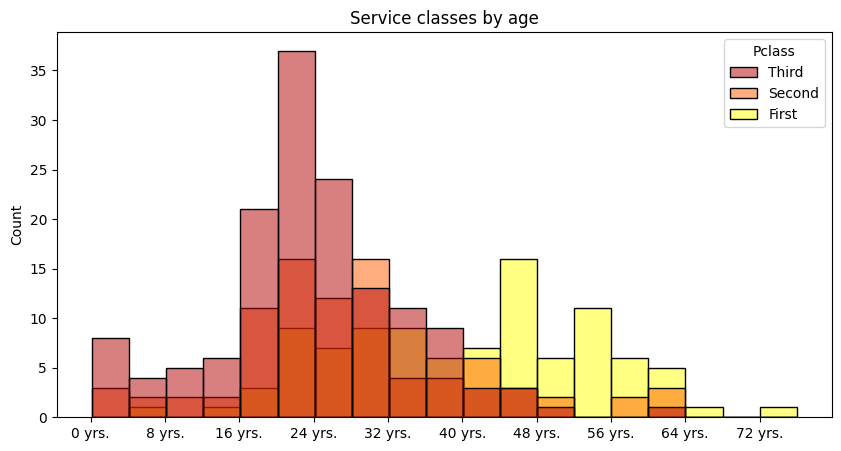 Service classes by age
Pclass
Third
Second
First
Count
35
30
25
20
15
10
5
0
0 yrs. 8 yrs. 16 yrs. 24 yrs. 32 yrs. 40 yrs. 48 yrs. 56 yrs. 64 yrs. 72 yrs.